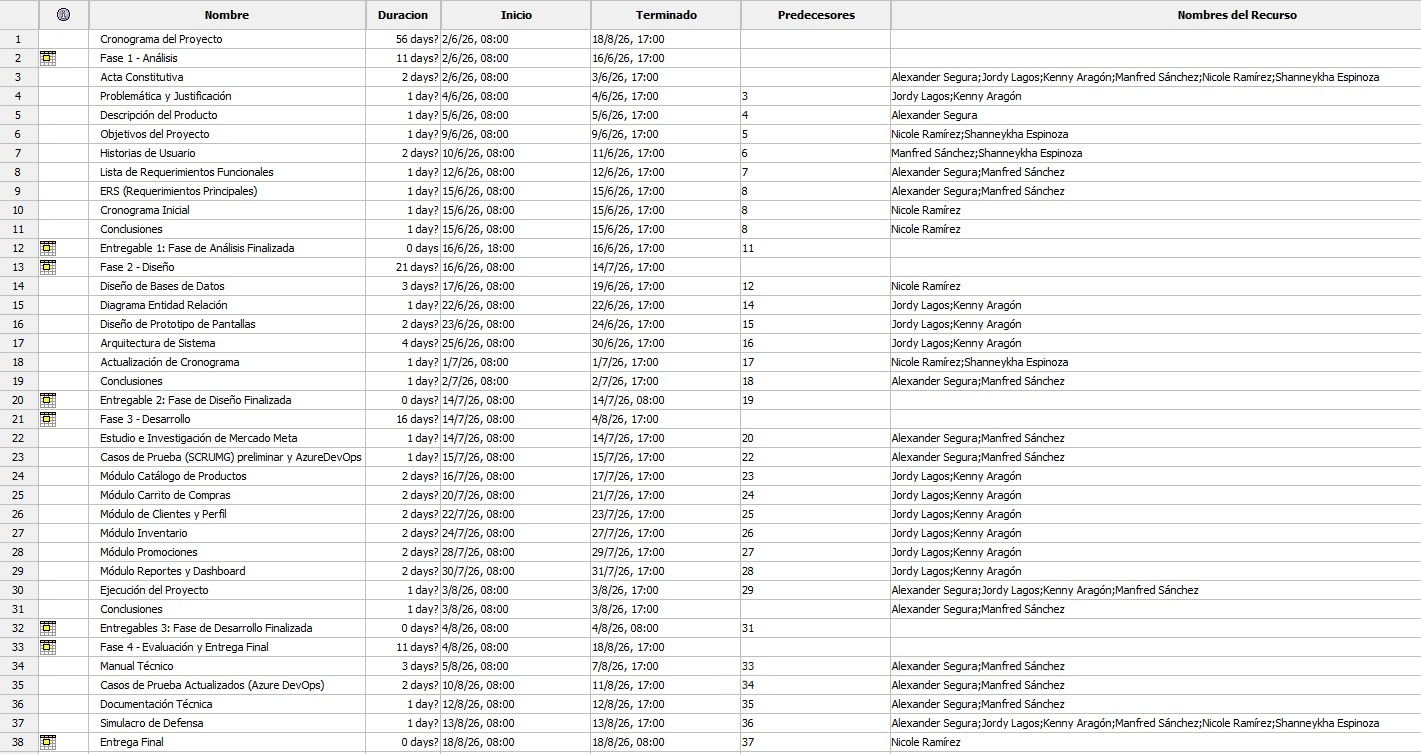 Nombre Duracion Inicio Terminado Predecesores Nombres del Recurso
1 Cronograma del Proyecto 56 days? 2/6/26, 08:00 18/8/26, 17:00
2 Fase 1 - Análisis 11 days? 2/6/26, 08:00 16/6/26, 17:00
3 Acta Constitutiva 2 days? 2/6/26, 08:00 3/6/26, 17:00 Alexander Segura;Jordy Lagos;Kenny Aragón;Manfred Sánchez;Nicole Ramírez;Shanneykha Espinoza
4 Problemática y Justificación 1 day? 4/6/26, 08:00 4/6/26, 17:00 3 Jordy Lagos;Kenny Aragón
5 Descripción del Producto 1 day? 5/6/26, 08:00 5/6/26, 17:00 4 Alexander Segura
6 Objetivos del Proyecto 1 day? 9/6/26, 08:00 9/6/26, 17:00 5 Nicole Ramírez;Shanneykha Espinoza
7 Historias de Usuario 2 days? 10/6/26, 08:00 11/6/26, 17:00 6 Manfred Sánchez;Shanneykha Espinoza
8 Lista de Requerimientos Funcionales 1 day? 12/6/26, 08:00 12/6/26, 17:00 7 Alexander Segura;Manfred Sánchez
9 ERS (Requerimientos Principales) 1 day? 15/6/26, 08:00 15/6/26, 17:00 8 Alexander Segura;Manfred Sánchez
10 Cronograma Inicial 1 day? 15/6/26, 08:00 15/6/26, 17:00 8 Nicole Ramírez
11 Conclusiones 1 day? 15/6/26, 08:00 15/6/26, 17:00 8 Nicole Ramírez
12 Entregable 1: Fase de Análisis Finalizada 0 days 16/6/26, 18:00 16/6/26, 17:00 11
13 Fase 2 - Diseño 21 days? 16/6/26, 08:00 14/7/26, 17:00
14 Diseño de Bases de Datos 3 days? 17/6/26, 08:00 19/6/26, 17:00 12 Nicole Ramírez
15 Diagrama Entidad Relación 1 day? 22/6/26, 08:00 22/6/26, 17:00 14 Jordy Lagos;Kenny Aragón
16 Diseño de Prototipo de Pantallas 2 days? 23/6/26, 08:00 24/6/26, 17:00 15 Jordy Lagos;Kenny Aragón
17 Arquitectura de Sistema 4 days? 25/6/26, 08:00 30/6/26, 17:00 16 Jordy Lagos;Kenny Aragón
18 Actualización de Cronograma 1 day? 1/7/26, 08:00 1/7/26, 17:00 17 Nicole Ramírez;Shanneykha Espinoza
19 Conclusiones 1 day? 2/7/26, 08:00 2/7/26, 17:00 18 Alexander Segura;Manfred Sánchez
20 Entregable 2: Fase de Diseño Finalizada 0 days? 14/7/26, 08:00 14/7/26, 08:00 19
21 Fase 3 - Desarrollo 16 days? 14/7/26, 08:00 4/8/26, 17:00
22 Estudio e Investigación de Mercado Meta 1 day? 14/7/26, 08:00 14/7/26, 17:00 20 Alexander Segura;Manfred Sánchez
23 Casos de Prueba (SCRUMG) preliminar y AzureDevOps 1 day? 15/7/26, 08:00 15/7/26, 17:00 22 Alexander Segura;Manfred Sánchez
24 Módulo Catálogo de Productos 2 days? 16/7/26, 08:00 17/7/26, 17:00 23 Jordy Lagos;Kenny Aragón
25 Módulo Carrito de Compras 2 days? 20/7/26, 08:00 21/7/26, 17:00 24 Jordy Lagos;Kenny Aragón
26 Módulo de Clientes y Perfil 2 days? 22/7/26, 08:00 23/7/26, 17:00 25 Jordy Lagos;Kenny Aragón
27 Módulo Inventario 2 days? 24/7/26, 08:00 27/7/26, 17:00 26 Jordy Lagos;Kenny Aragón
28 Módulo Promociones 2 days? 28/7/26, 08:00 29/7/26, 17:00 27 Jordy Lagos;Kenny Aragón
29 Módulo Reportes y Dashboard 2 days? 30/7/26, 08:00 31/7/26, 17:00 28 Jordy Lagos;Kenny Aragón
30 Ejecución del Proyecto 1 day? 3/8/26, 08:00 3/8/26, 17:00 29 Alexander Segura;Jordy Lagos;Kenny Aragón;Manfred Sánchez
31 Conclusiones 1 day? 3/8/26, 08:00 3/8/26, 17:00 Alexander Segura;Manfred Sánchez
32 Entregables 3: Fase de Desarrollo Finalizada 0 days? 4/8/26, 08:00 4/8/26, 08:00 31
33 Fase 4 - Evaluación y Entrega Final 11 days? 4/8/26, 08:00 18/8/26, 17:00
34 Manual Técnico 3 days? 5/8/26, 08:00 7/8/26, 17:00 33 Alexander Segura;Manfred Sánchez
35 Casos de Prueba Actualizados (Azure DevOps) 2 days? 10/8/26, 08:00 11/8/26, 17:00 34 Alexander Segura;Manfred Sánchez
36 Documentación Técnica 1 day? 12/8/26, 08:00 12/8/26, 17:00 35 Alexander Segura;Manfred Sánchez
37 Simulacro de Defensa 1 day? 13/8/26, 08:00 13/8/26, 17:00 36 Alexander Segura;Jordy Lagos;Kenny Aragón;Manfred Sánchez;Nicole Ramírez;Shanneykha Espinoza
38 Entrega Final 0 days? 18/8/26, 08:00 18/8/26, 08:00 37 Nicole Ramírez